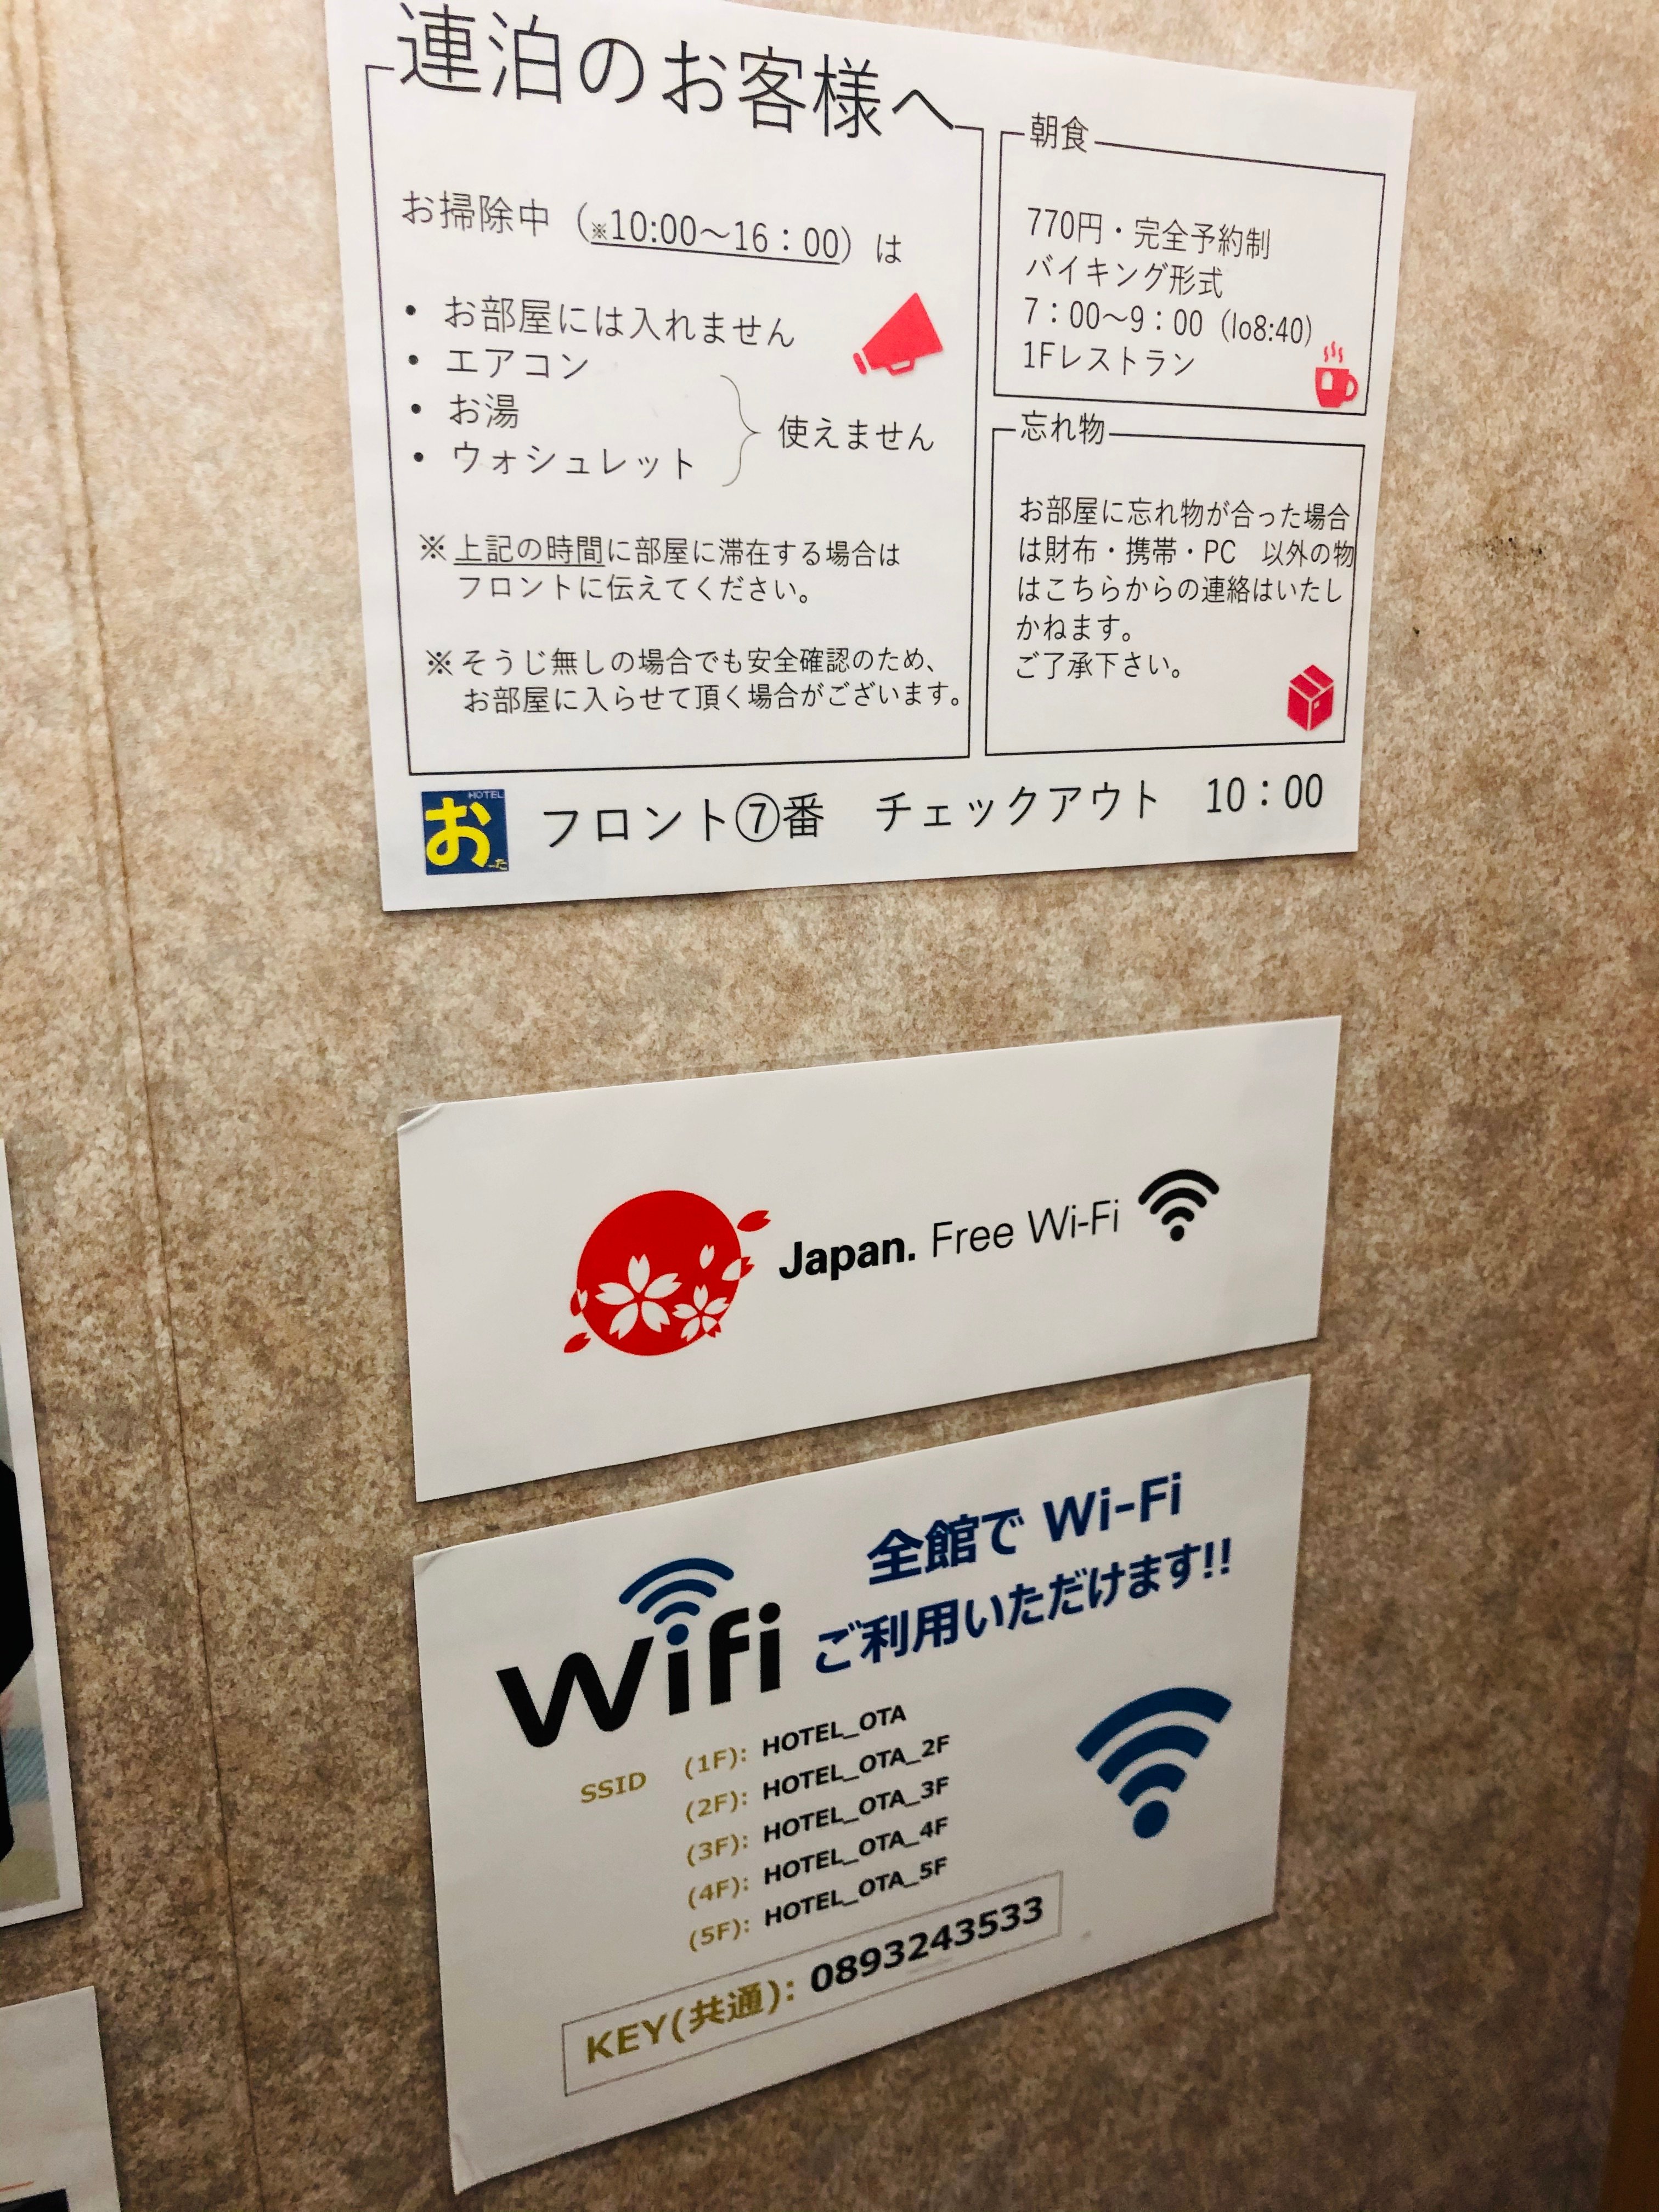 連泊のお客様へ
お掃除中（※10:00～16：00）は
• お部屋には入れません
• エアコン
• お湯
• ウォシュレット
使えません
※上記の時間に部屋に滞在する場合は
フロントに伝えてください。
※そうじ無しの場合でも安全確認のため、
お部屋に入らせて頂く場合がございます。
朝食
770円・完全予約制
バイキング形式
7：00～9：00（lo8:40）
1Fレストラン
忘れ物
お部屋に忘れ物が合った場合
は財布・携帯・PC　以外の物
はこちらからの連絡はいたし
かねます。
ご了承下さい。
HOTEL
お
ーた
フロント⑦番　チェックアウト　10：00
Japan. Free Wi-Fi
Wifi
全館で Wi-Fi
ご利用いただけます!!
SSID (1F): HOTEL_OTA
(2F): HOTEL_OTA_2F
(3F): HOTEL_OTA_3F
(4F): HOTEL_OTA_4F
(5F): HOTEL_OTA_5F
KEY(共通): 0893243533